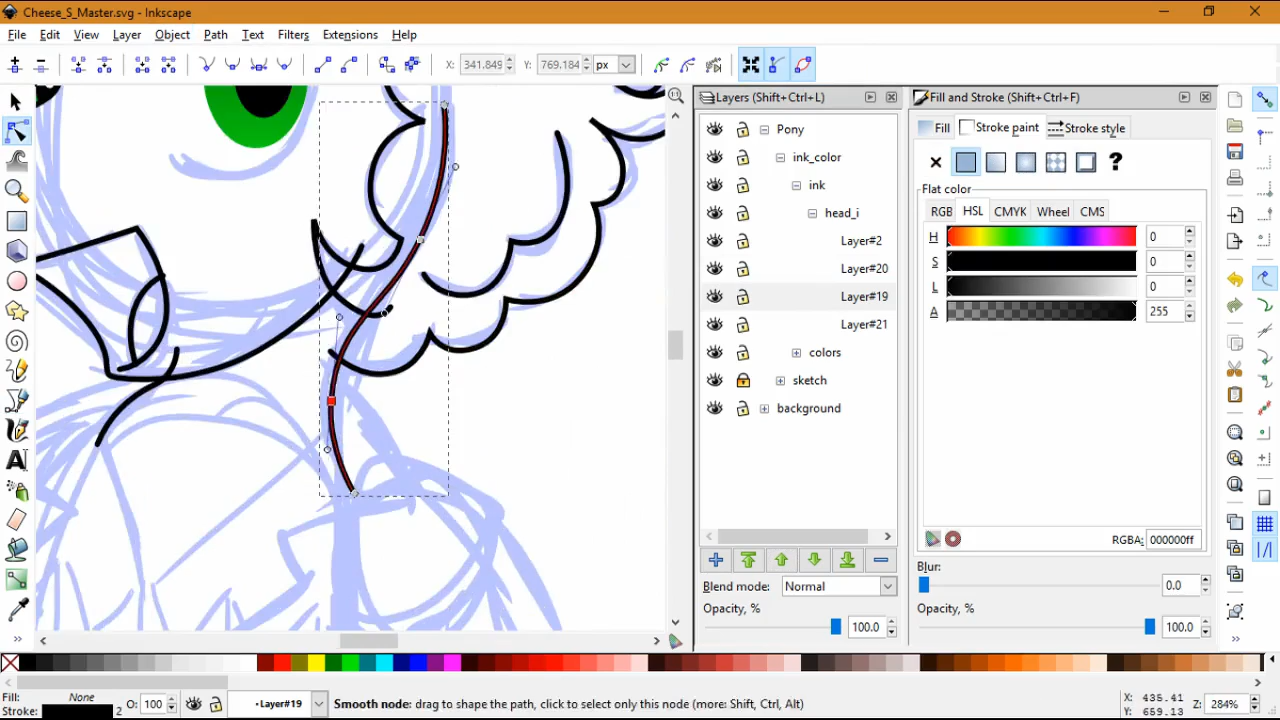 Cheese_S_Master.svg - Inkscape
File Edit View Layer Object Path Text Filters Extensions Help
X: 341.849 Y: 769.184 px
Layers (Shift+Ctrl+L)
Pony
ink_color
ink
head_i
Layer#2
Layer#20
Layer#19
Layer#21
colors
sketch
background
Blend mode: Normal
Opacity, % 100.0
Fill and Stroke (Shift+Ctrl+F)
Fill Stroke paint Stroke style
?
Flat color
RGB HSL CMYK Wheel CMS
H 0
S 0
L 0
A 255
RGBA: 000000ff
Blur:
0.0
Opacity, %
100.0
Fill: None
Stroke: 2
O: 100
Layer#19
Smooth node: drag to shape the path, click to select only this node (more: Shift, Ctrl, Alt)
X: 435.41
Y: 659.13
Z: 284%